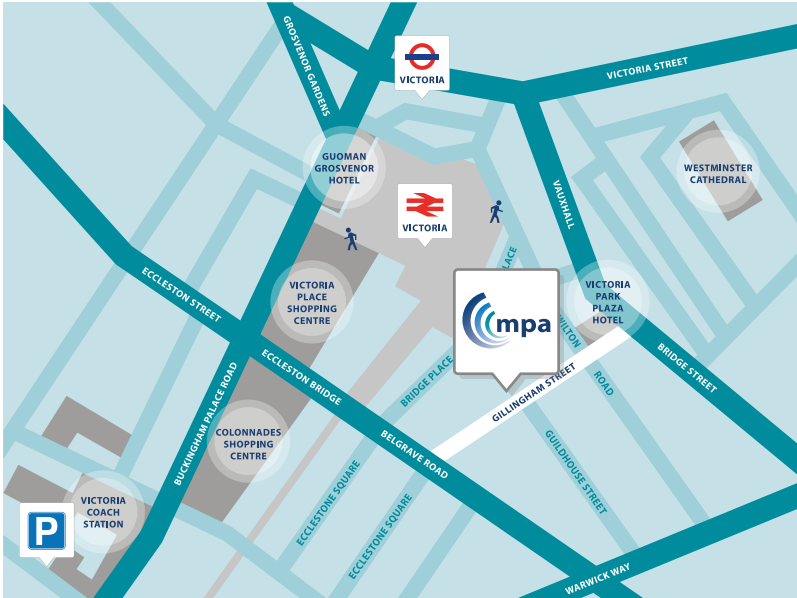 GROSVENOR GARDENS
VICTORIA
VICTORIA STREET
GUOMAN
GROSVENOR
HOTEL
WESTMINSTER
CATHEDRAL
VAUXHALL
VICTORIA
PLACE
ECCLESTON STREET
VICTORIA
PLACE
SHOPPING
CENTRE
mpa
VICTORIA
PARK
PLAZA
HOTEL
WILTON
ROAD
BRIDGE STREET
ECCLESTON BRIDGE
BRIDGE PLACE
GILLINGHAM STREET
BUCKINGHAM PALACE ROAD
COLONNADES
SHOPPING
CENTRE
BELGRAVE ROAD
GUILDHOUSE STREET
ECCLESTONE SQUARE
ECCLESTONE SQUARE
VICTORIA
COACH
STATION
P
WARWICK WAY